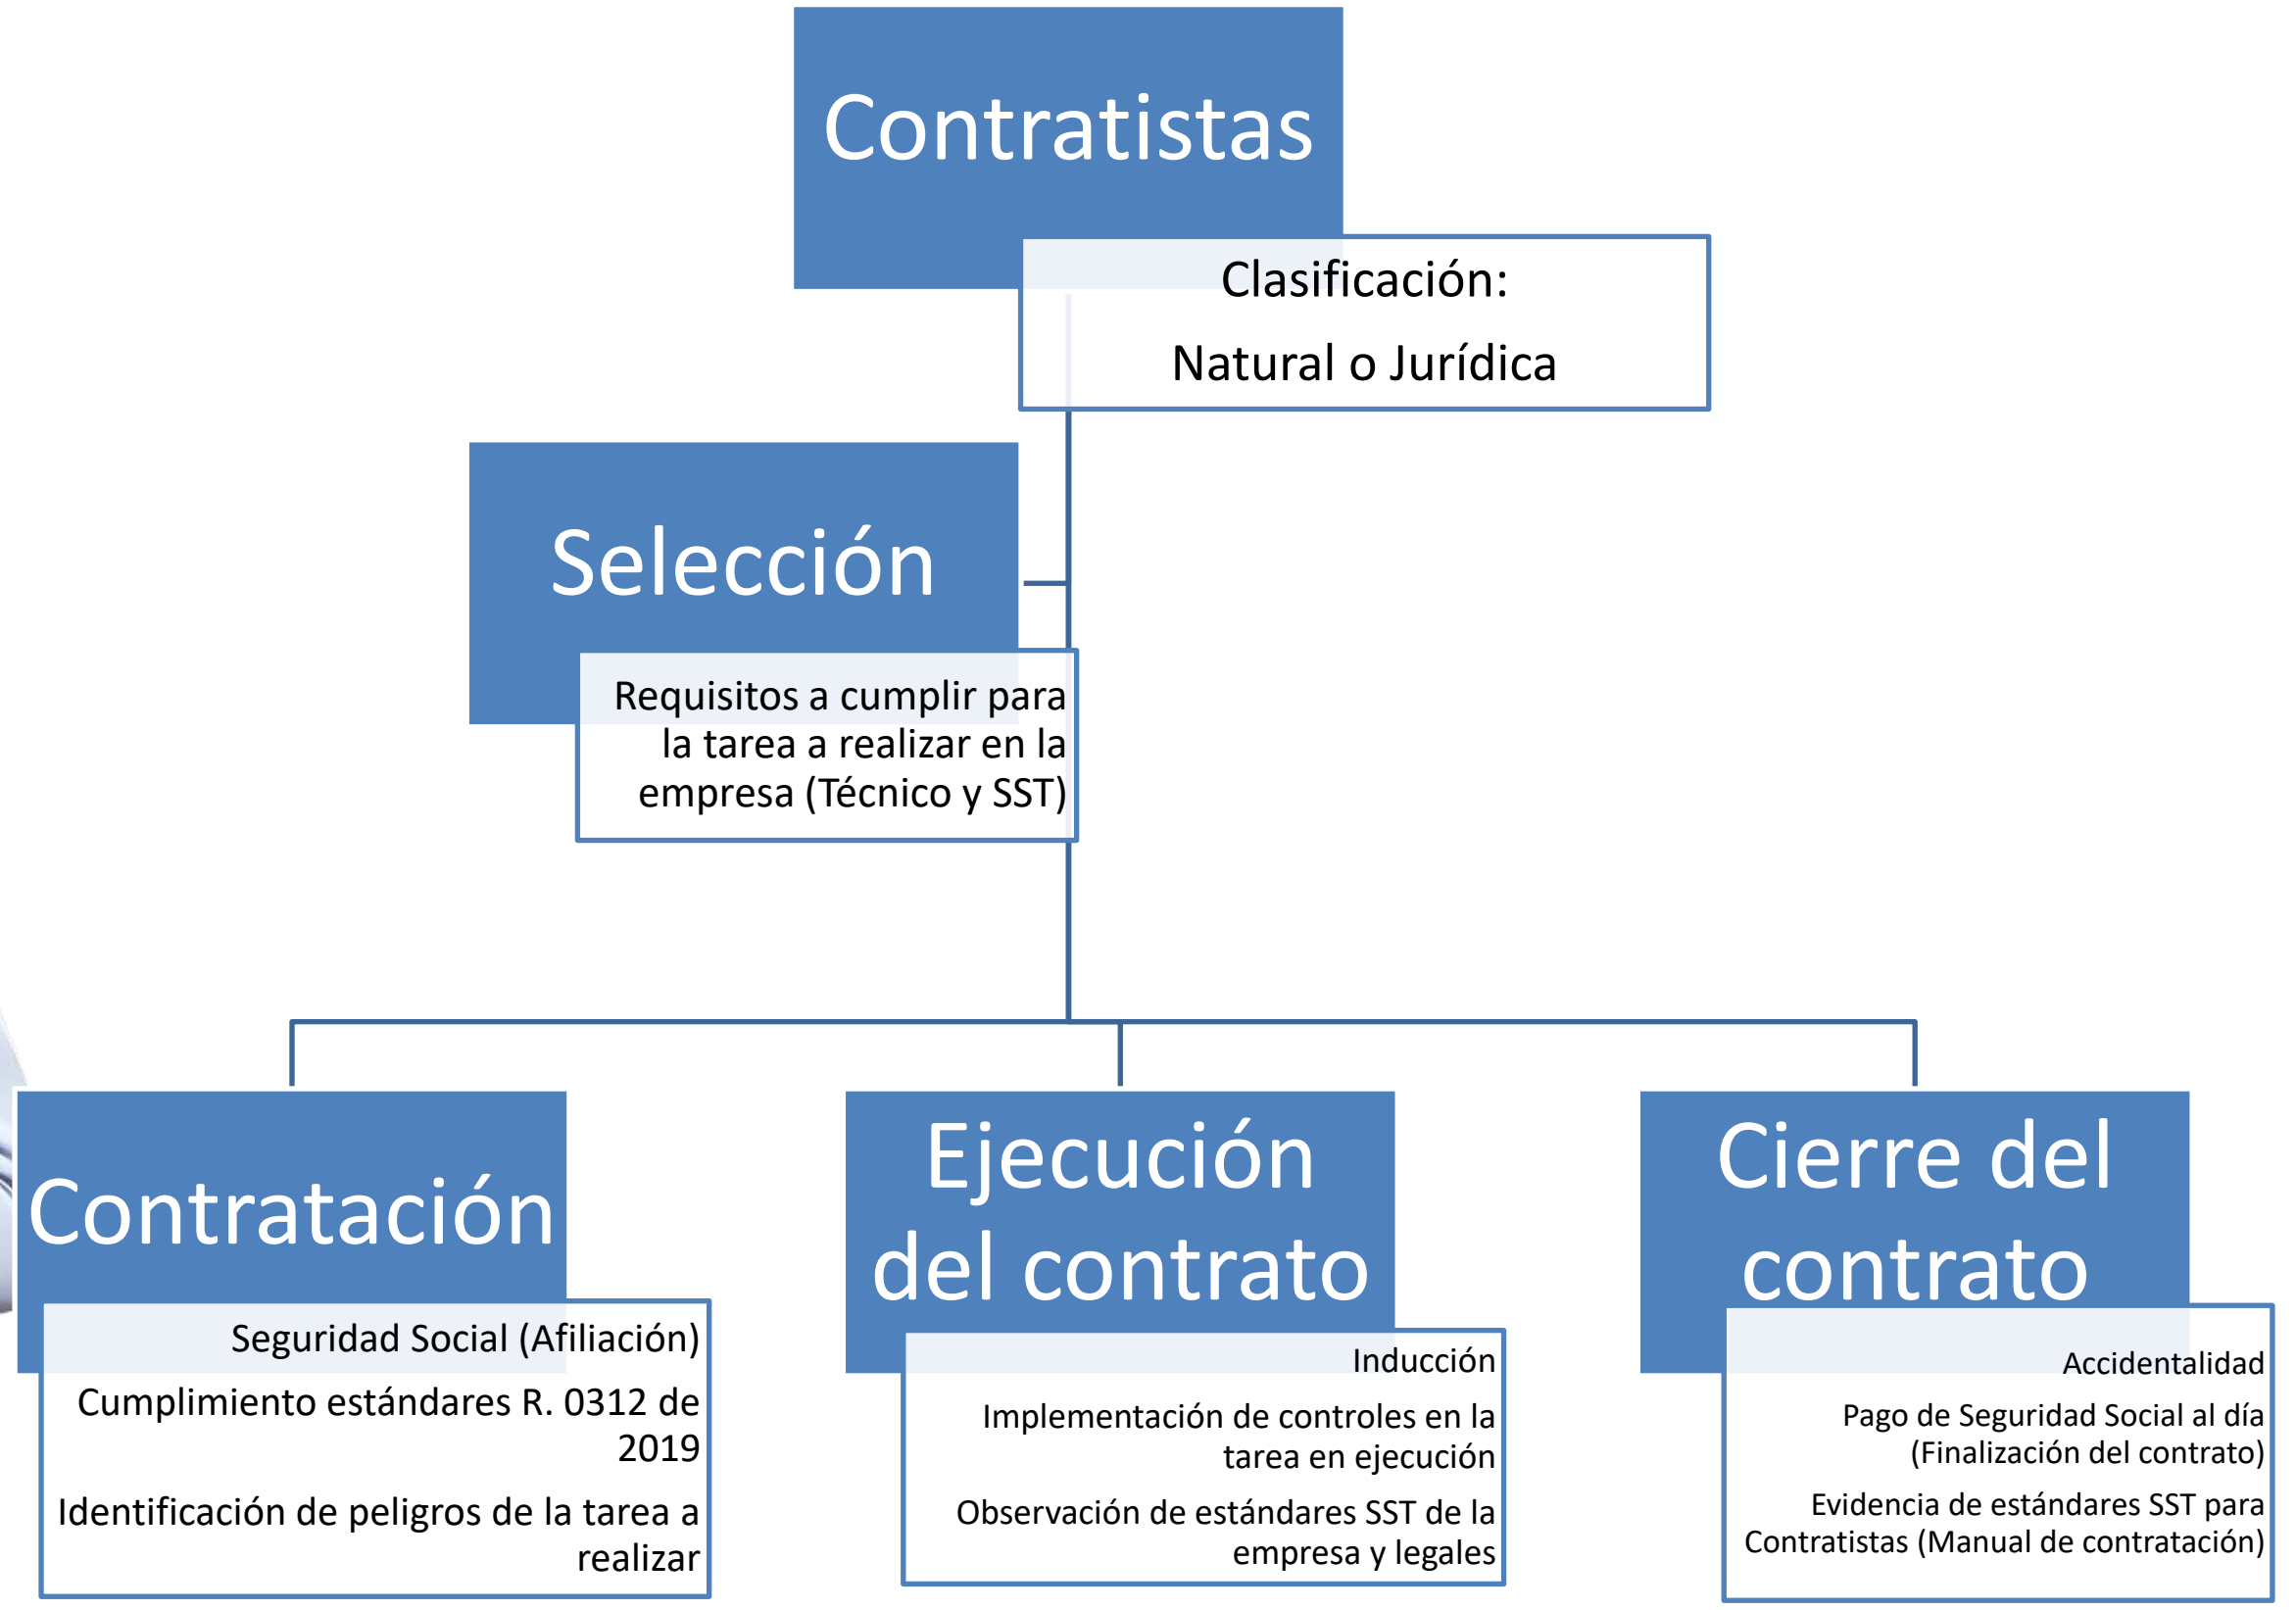 Contratistas
Clasificación:
Natural o Jurídica
Selección
Requisitos a cumplir para
la tarea a realizar en la
empresa (Técnico y SST)
Contratación
Seguridad Social (Afiliación)
Cumplimiento estándares R. 0312 de
2019
Identificación de peligros de la tarea a
realizar
Ejecución
del contrato
Inducción
Implementación de controles en la
tarea en ejecución
Observación de estándares SST de la
empresa y legales
Cierre del
contrato
Accidentalidad
Pago de Seguridad Social al día
(Finalización del contrato)
Evidencia de estándares SST para
Contratistas (Manual de contratación)